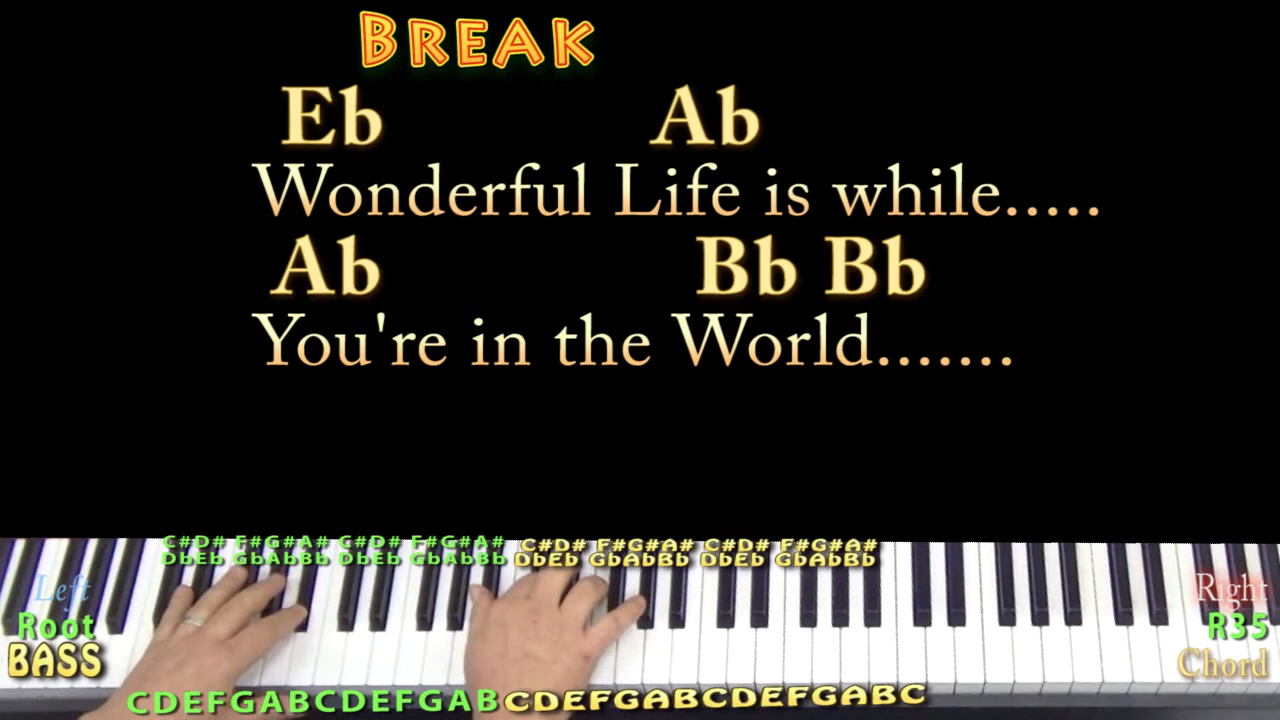 BREAK
Eb Ab
Wonderful Life is while.....
Ab Bb Bb
You're in the World.......
C#D# F#G#A# C#D# F#G#A# C#D# F#G#A# C#D# F#G#A#
DbEb GbAbBb DbEb GbAbBb DbEb GbAbBb DbEb GbAbBb
Left
Root
BASS
Right
R35
Chord
CDEFGABCDEFGABCDEFGABCDEFGABC